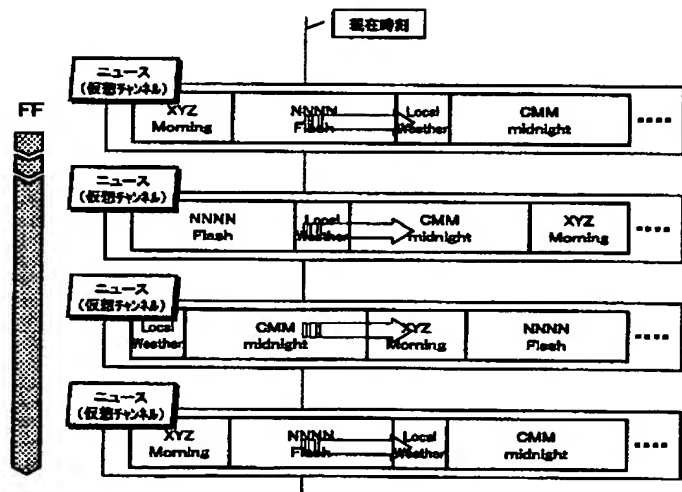 現在時刻
FF
ニュース
(仮想チャンネル)
XYZ
Morning
NNNN
Flash
Local
Weather
CMM
midnight
ニュース
(仮想チャンネル)
NNNN
Flash
Local
Weather
CMM
midnight
XYZ
Morning
ニュース
(仮想チャンネル)
Local
Weather
CMM
midnight
XYZ
Morning
NNNN
Flash
ニュース
(仮想チャンネル)
XYZ
Morning
NNNN
Flash
Local
Weather
CMM
midnight